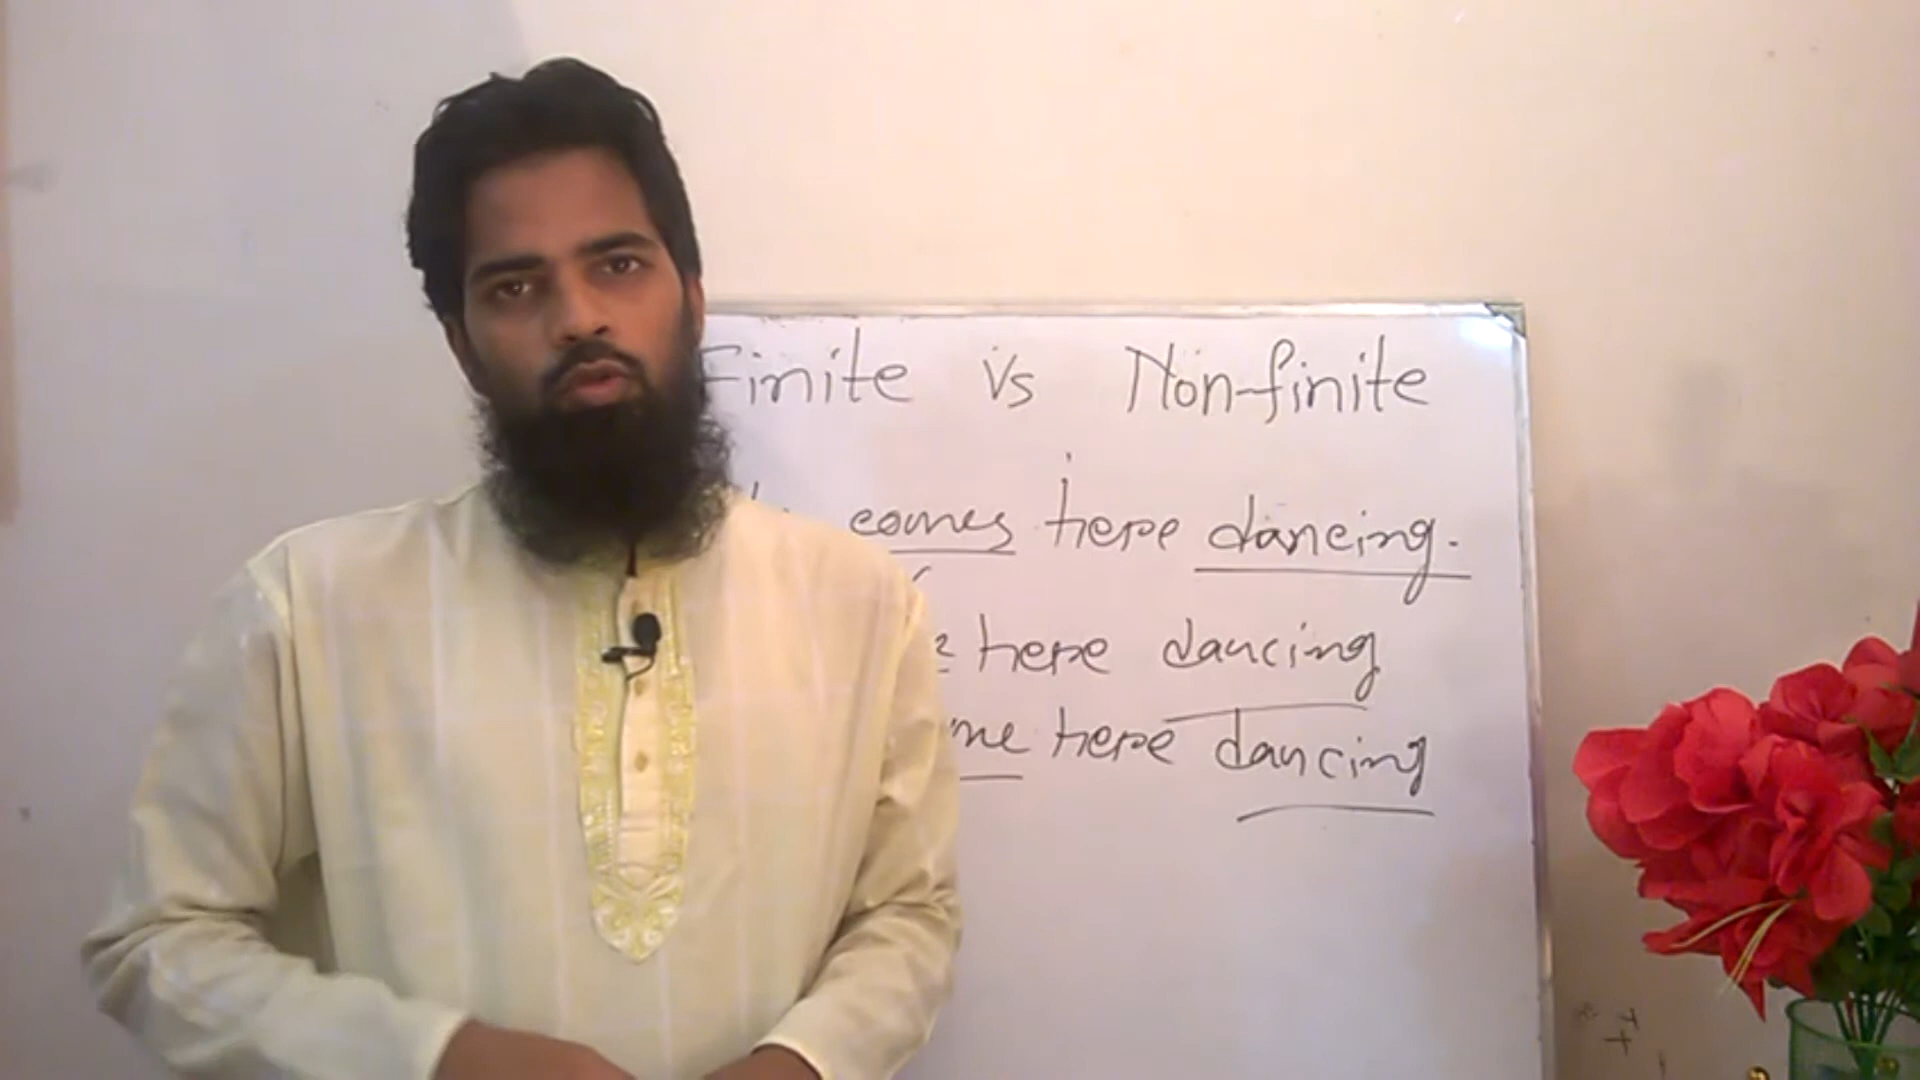 Finite Vs Non-finite
comes here dancing.
here dancing
here dancing